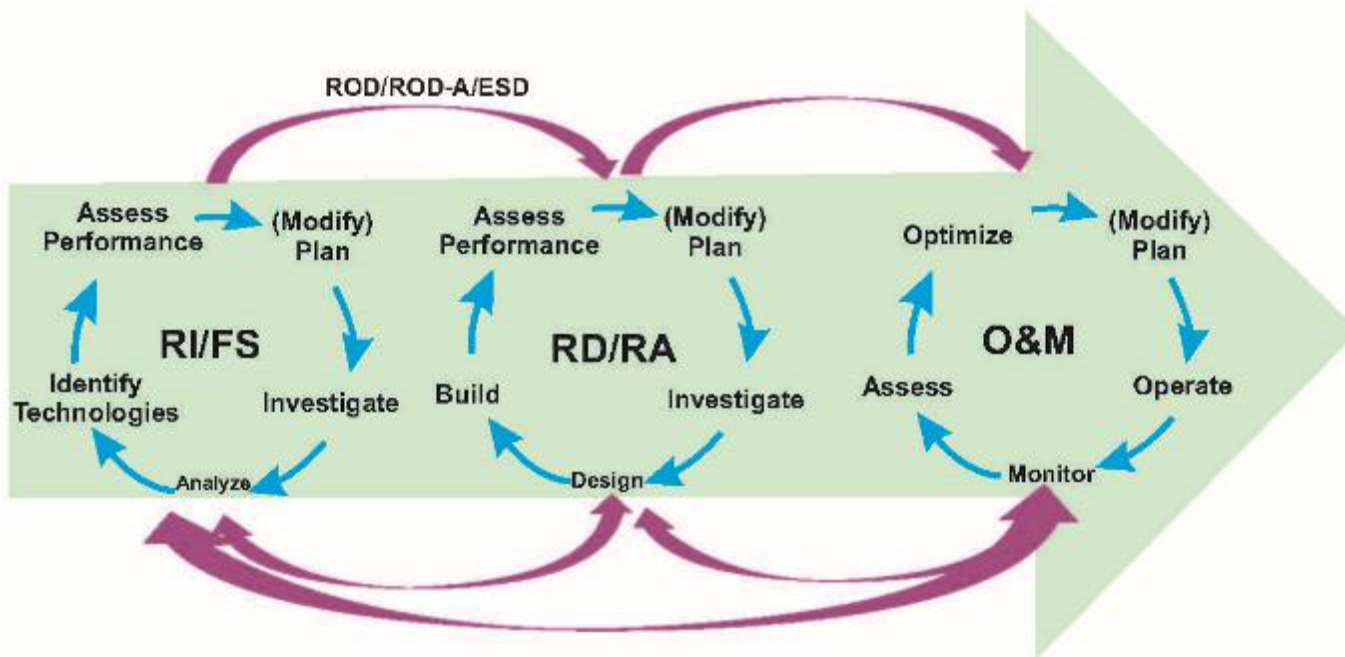 ROD/ROD-A/ESD
Assess
Performance
(Modify)
Plan
Investigate
Analyze
Identify
Technologies
RI/FS
Assess
Performance
(Modify)
Plan
Investigate
Design
Build
RD/RA
Optimize
(Modify)
Plan
Operate
Monitor
Assess
O&M